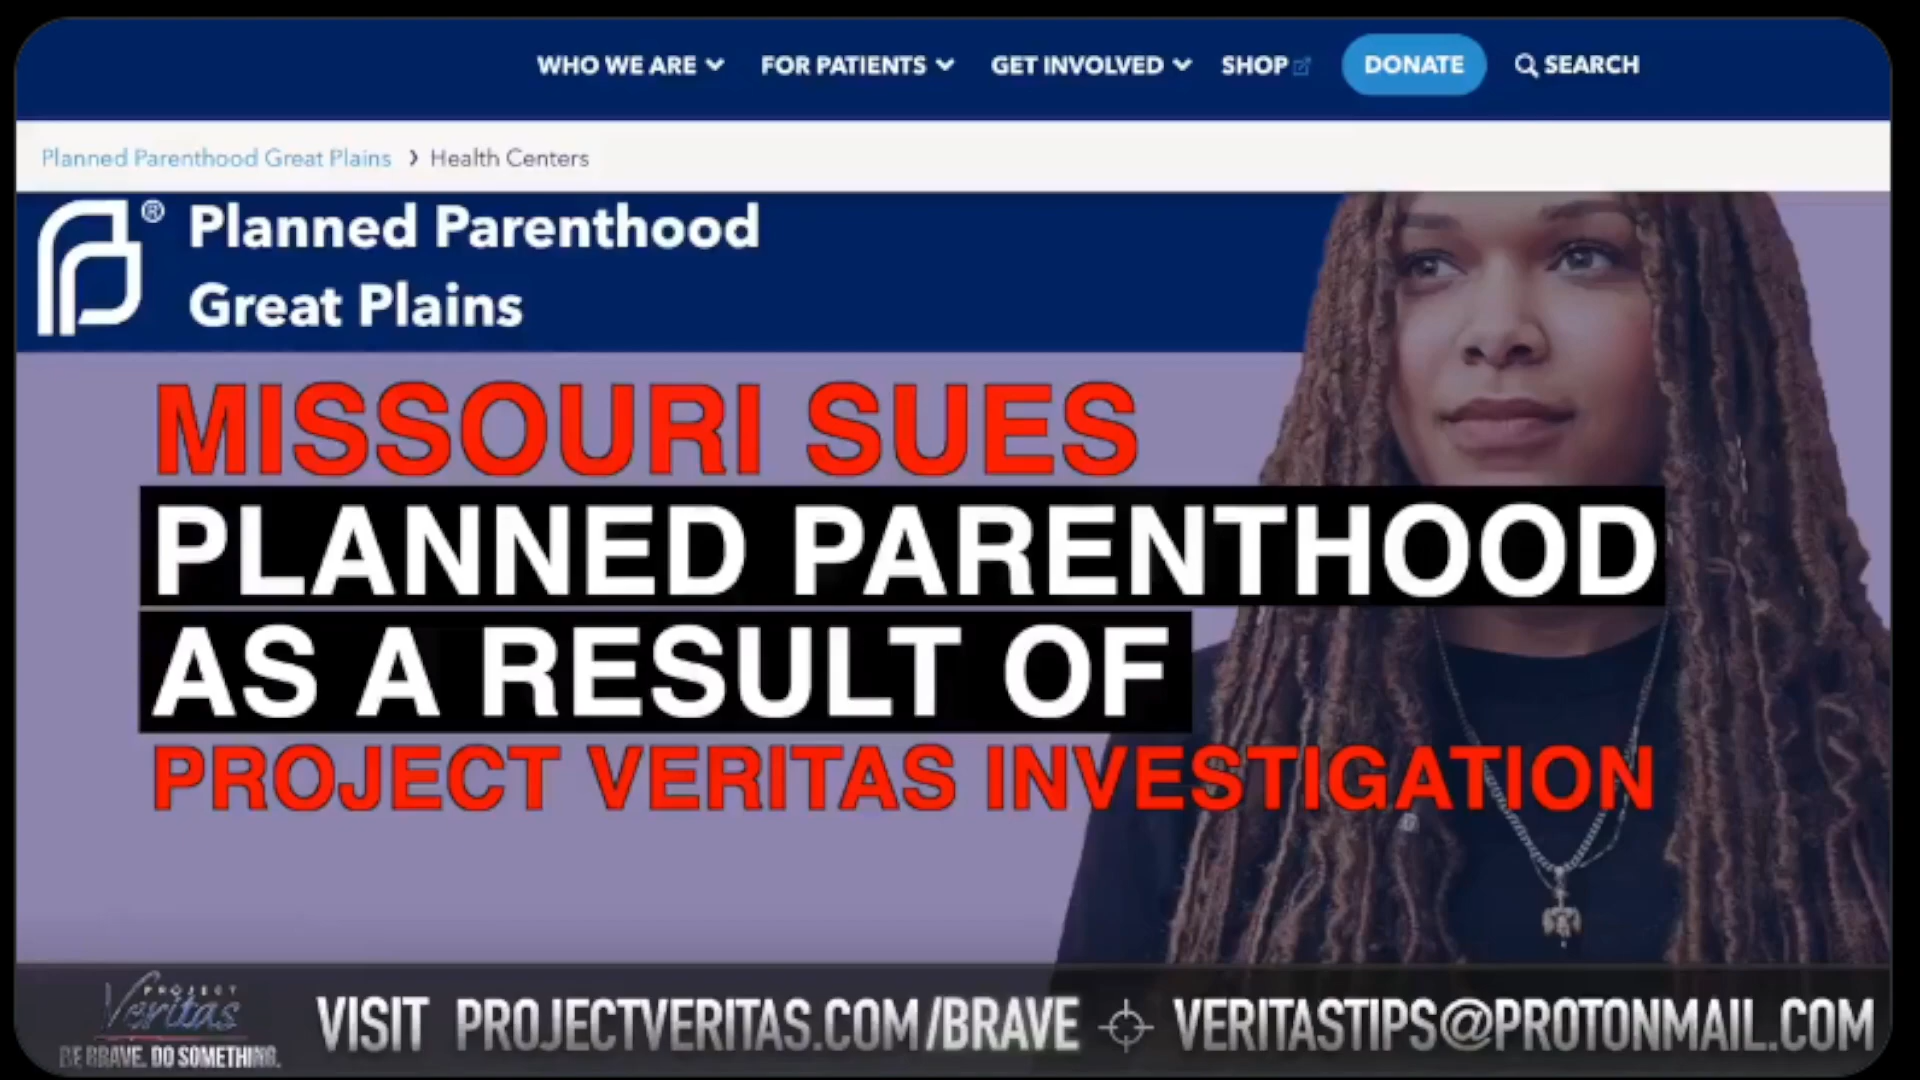 WHO WE ARE FOR PATIENTS GET INVOLVED SHOP DONATE SEARCH
Planned Parenthood Great Plains › Health Centers
® Planned Parenthood
Great Plains
MISSOURI SUES
PLANNED PARENTHOOD
AS A RESULT OF
PROJECT VERITAS INVESTIGATION
PROJECT
Veritas
BE BRAVE. DO SOMETHING.
VISIT PROJECTVERITAS.COM/BRAVE VERITASTIPS@PROTONMAIL.COM